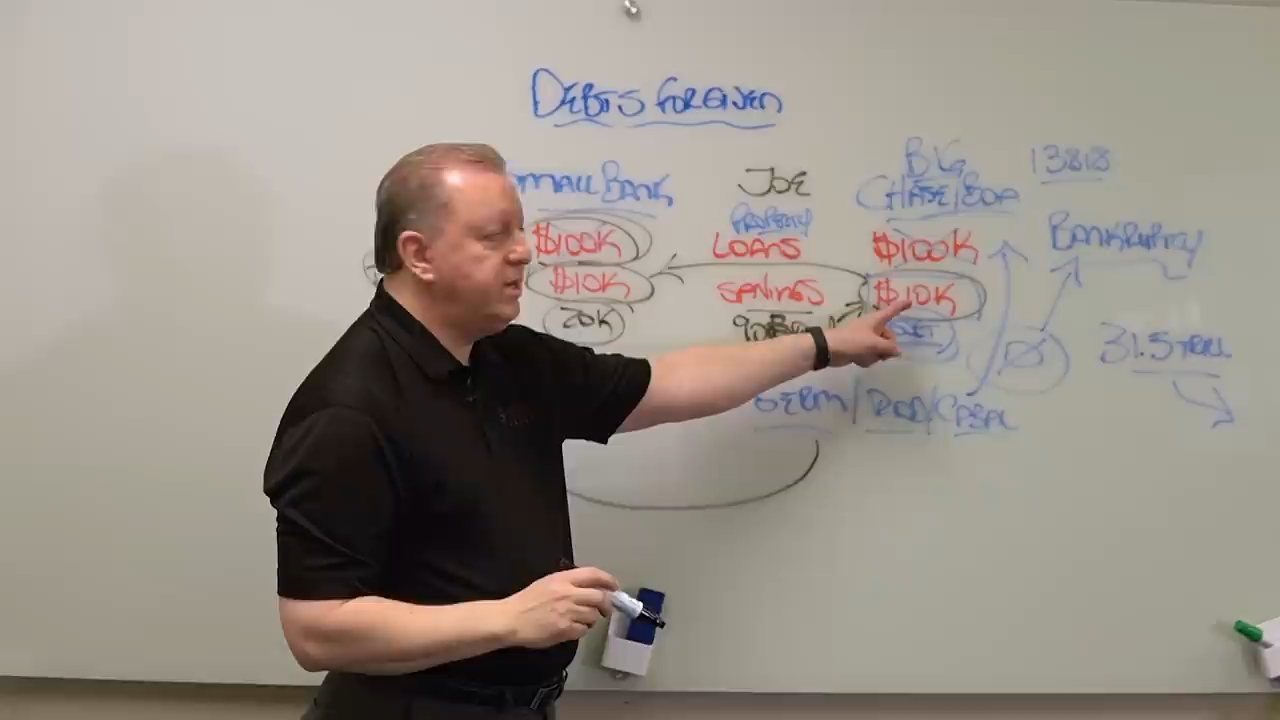 DEBTS FORGIVEN
SMALL BANK
JOE
BIG
CHASE/BOA
13818
PROPERTY
$100K
LOANS
$100K
BANKRUPTCY
$10K
SAVINGS
$10K
20K
31.5 TRILL